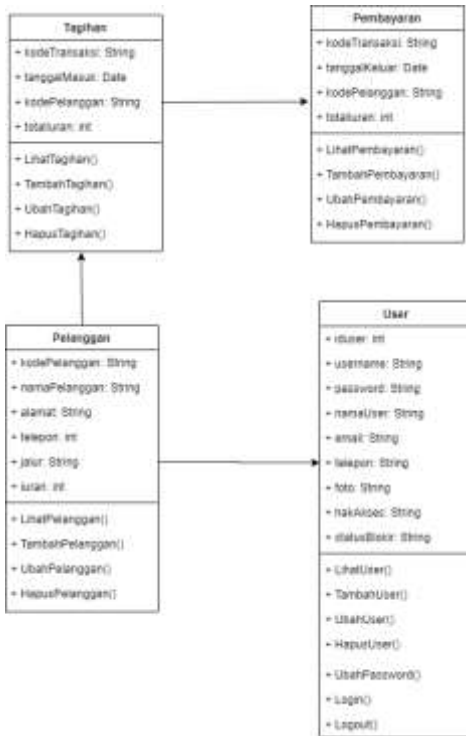 Tagihan
+ kodeTransaksi: String
+ tanggalMasuk: Date
+ kodePelanggan: String
+ totalIuran: int
+ LihatTagihan()
+ TambahTagihan()
+ UbahTagihan()
+ HapusTagihan()
Pembayaran
+ kodeTransaksi: String
+ tanggalKeluar: Date
+ kodePelanggan: String
+ totalIuran: int
+ LihatPembayaran()
+ TambahPembayaran()
+ UbahPembayaran()
+ HapusPembayaran()
Pelanggan
+ kodePelanggan: String
+ namaPelanggan: String
+ alamat: String
+ telepon: int
+ jalur: String
+ iuran: int
+ LihatPelanggan()
+ TambahPelanggan()
+ UbahPelanggan()
+ HapusPelanggan()
User
+ iduser: int
+ username: String
+ password: String
+ namaUser: String
+ email: String
+ telepon: String
+ foto: String
+ hakAkses: String
+ statusBlokir: String
+ LihatUser()
+ TambahUser()
+ UbahUser()
+ HapusUser()
+ UbahPassword()
+ Login()
+ Logout()